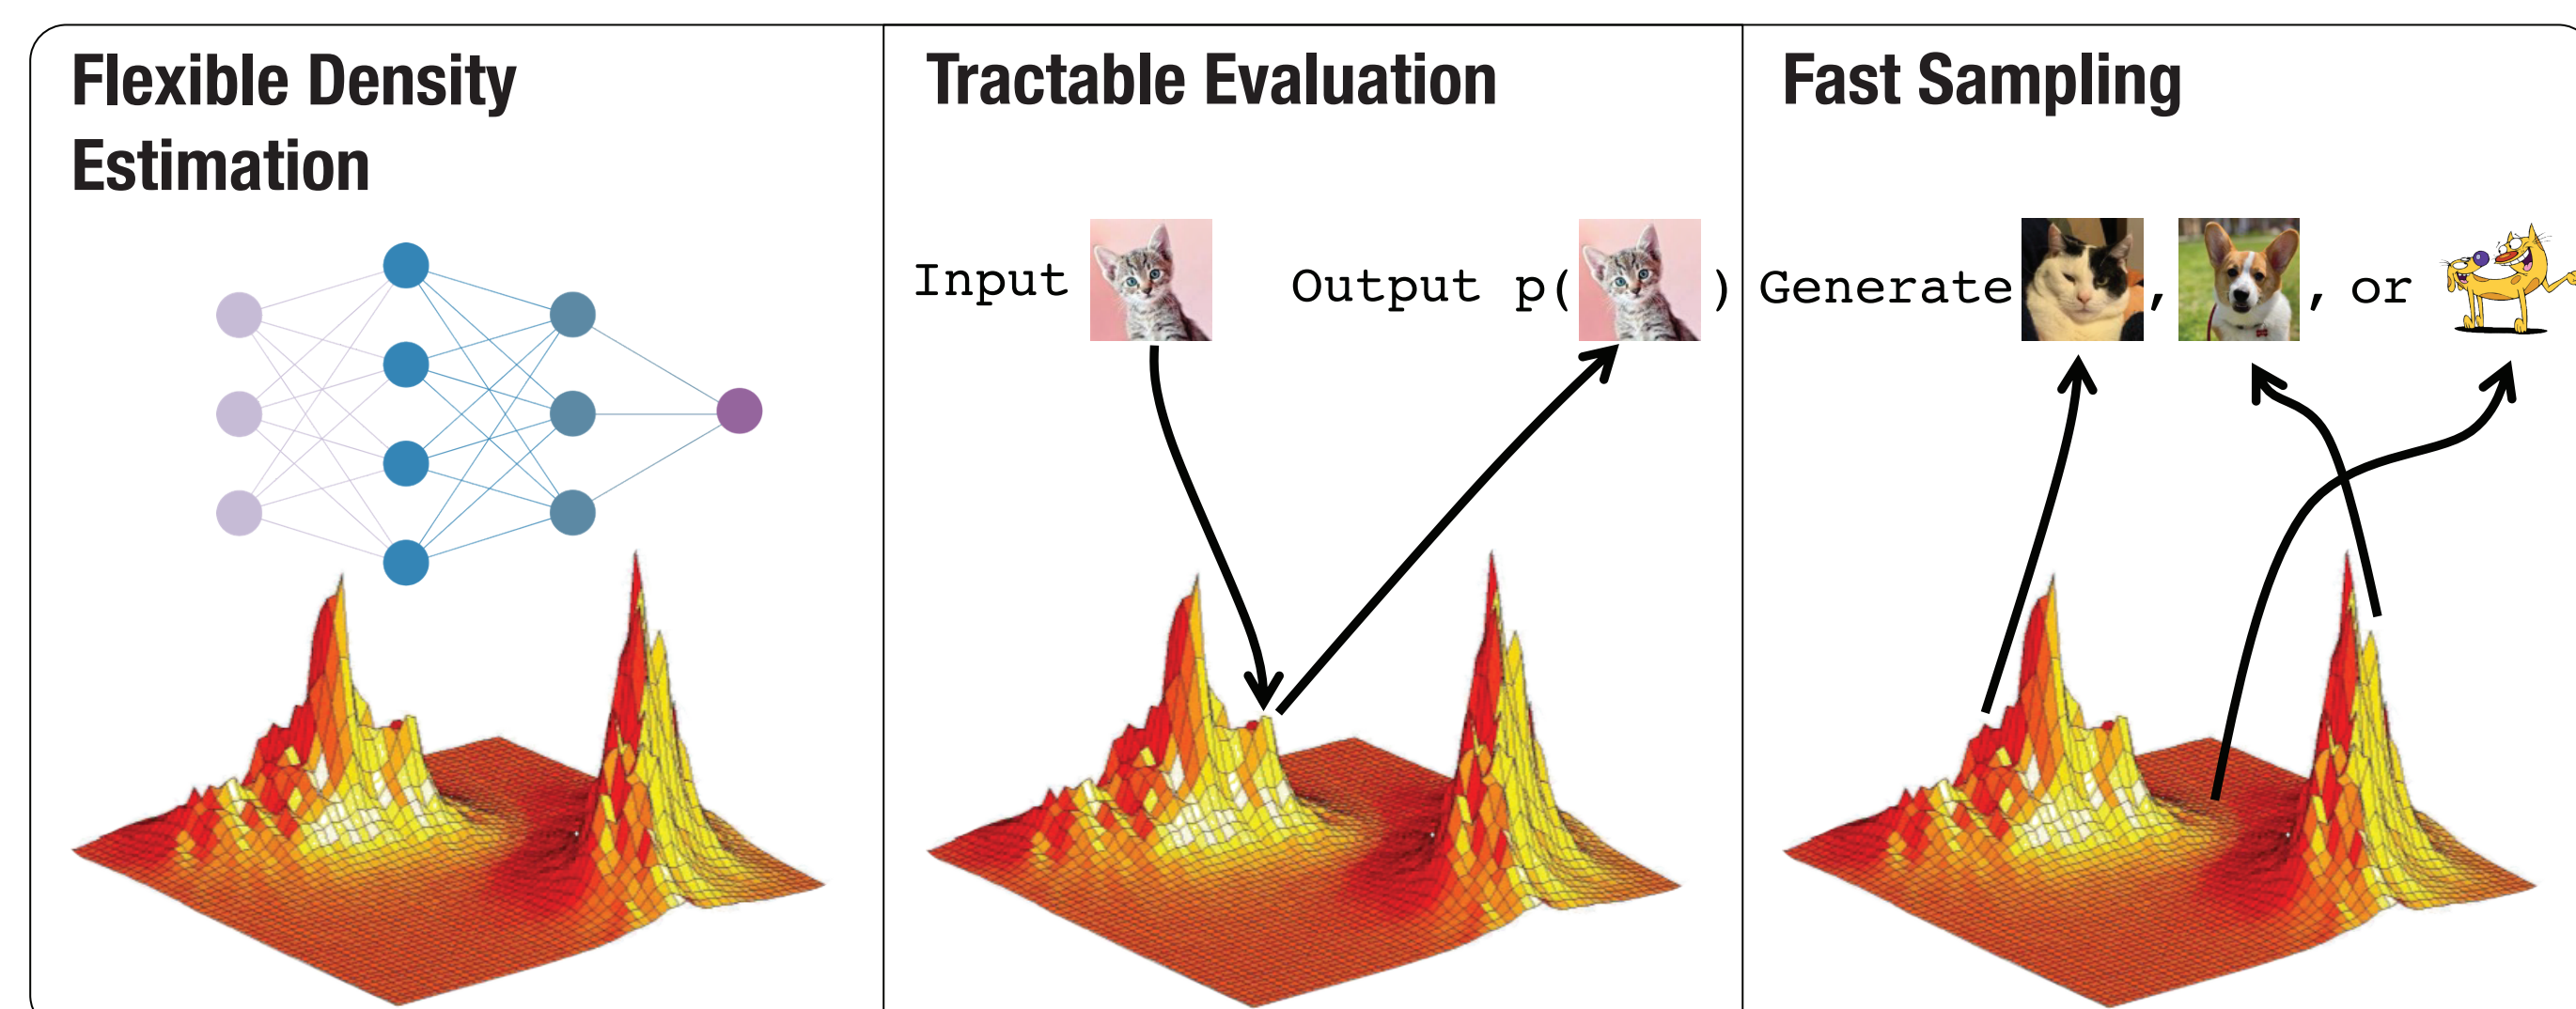 Flexible Density
Estimation
Tractable Evaluation
Input
Output p( )
Fast Sampling
Generate , , or